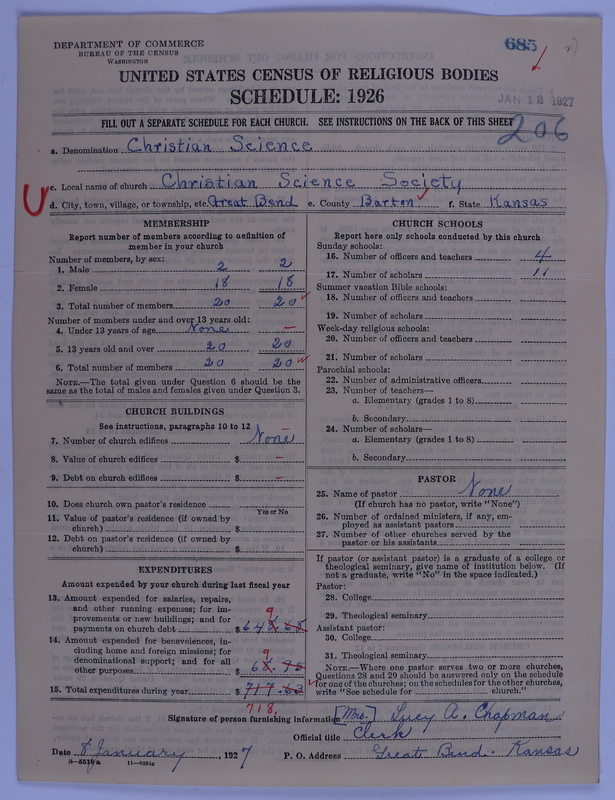 DEPARTMENT OF COMMERCE
BUREAU OF THE CENSUS
WASHINGTON
685
UNITED STATES CENSUS OF RELIGIOUS BODIES
SCHEDULE: 1926
JAN 12 1927
FILL OUT A SEPARATE SCHEDULE FOR EACH CHURCH. SEE INSTRUCTIONS ON THE BACK OF THIS SHEET
206
a. Denomination Christian Science
c. Local name of church Christian Science Society
d. City, town, village, or township, etc. Great Bend e. County Barton f. State Kansas
MEMBERSHIP
Report number of members according to definition of
member in your church
Number of members, by sex:
1. Male 2 2
2. Female 18 18
3. Total number of members 20 20
Number of members under and over 13 years old:
4. Under 13 years of age None –
5. 13 years old and over 20 20
6. Total number of members 20 20
NOTE.—The total given under Question 6 should be the
same as the total of males and females given under Question 3.
CHURCH BUILDINGS
See instructions, paragraphs 10 to 12
7. Number of church edifices None
8. Value of church edifices $ –
9. Debt on church edifices $ –
10. Does church own pastor's residence
Yes or No
11. Value of pastor's residence (if owned by
church) $
12. Debt on pastor's residence (if owned by
church) $
EXPENDITURES
Amount expended by your church during last fiscal year
13. Amount expended for salaries, repairs,
and other running expenses; for im-
provements or new buildings; and for
payments on church debt $
14. Amount expended for benevolences, in-
cluding home and foreign missions; for
denominational support; and for all
other purposes $
15. Total expenditures during year $ 717
718.
CHURCH SCHOOLS
Report here only schools conducted by this church
Sunday schools:
16. Number of officers and teachers 4
17. Number of scholars 11
Summer vacation Bible schools:
18. Number of officers and teachers
19. Number of scholars
Week-day religious schools:
20. Number of officers and teachers
21. Number of scholars
Parochial schools:
22. Number of administrative officers
23. Number of teachers—
a. Elementary (grades 1 to 8)
b. Secondary
24. Number of scholars—
a. Elementary (grades 1 to 8)
b. Secondary
PASTOR
25. Name of pastor None
(If church has no pastor, write "None")
26. Number of ordained ministers, if any, em-
ployed as assistant pastors
27. Number of other churches served by the
pastor or his assistants
If pastor (or assistant pastor) is a graduate of a college or
theological seminary, give name of institution below. (If
not a graduate, write "No" in the space indicated.)
Pastor:
28. College
29. Theological seminary
Assistant pastor:
30. College
31. Theological seminary
NOTE.—Where one pastor serves two or more churches,
Questions 28 and 29 should be answered only on the schedule
for one of the churches; on the schedules for the other churches,
write "See schedule for church."
Signature of person furnishing information [Mrs.] Lucy A. Chapman
Official title Clerk
Date 8 January, 1927 P. O. Address Great Bend. Kansas